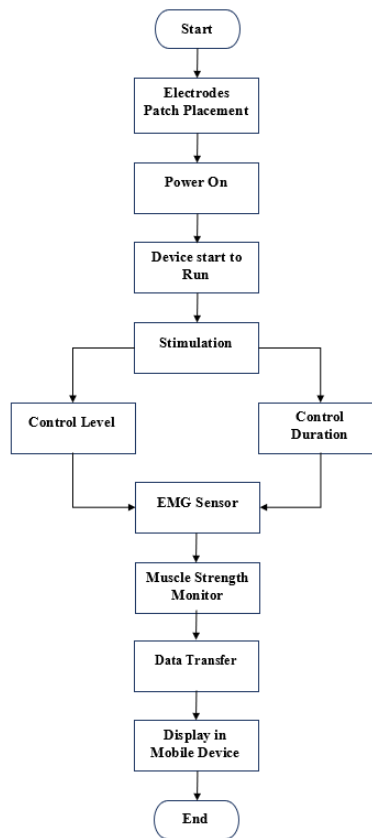 Start
Electrodes
Patch Placement
Power On
Device start to
Run
Stimulation
Control Level
Control
Duration
EMG Sensor
Muscle Strength
Monitor
Data Transfer
Display in
Mobile Device
End